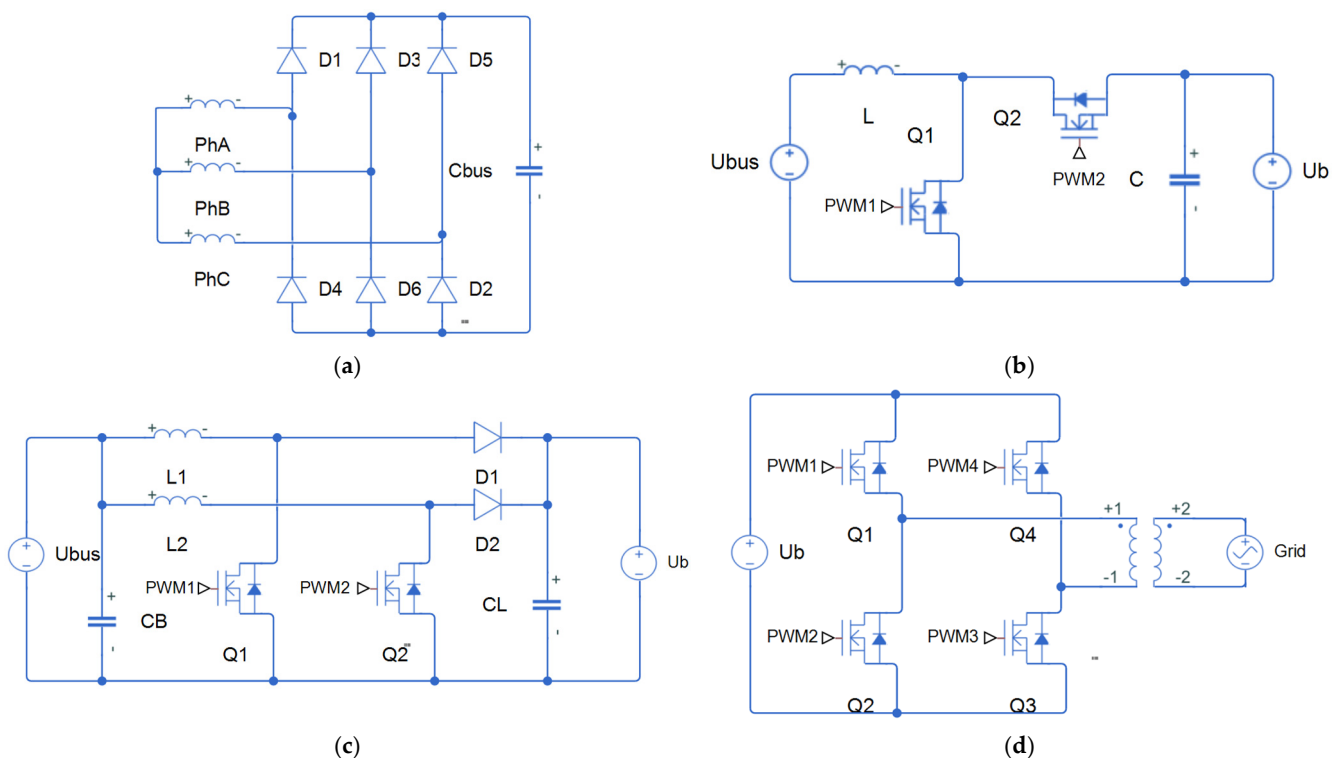 D1 D3 D5
+ -
PhA
+ -
Cbus
+
-
PhB
+ -
PhC
D4 D6 D2
(a)
+ -
L
Q1
Q2
Ubus
+
−
PWM1
PWM2
C
+
-
+
−
Ub
(b)
+ -
L1
D1
+ -
L2
D2
+
−
Ubus
PWM1
PWM2
+
-
CB
Q1
Q2
CL
+
-
+
−
Ub
(c)
PWM1
PWM4
Q1
Q4
+1
+2
+
−
Ub
-1
-2
Grid
PWM2
PWM3
Q2
Q3
(d)